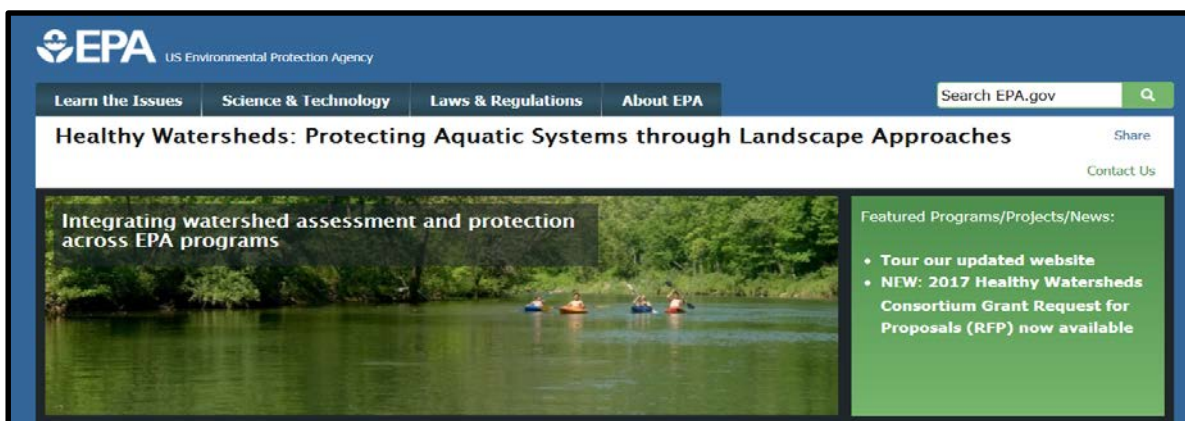 EPA US Environmental Protection Agency
Learn the Issues Science & Technology Laws & Regulations About EPA
Search EPA.gov
Healthy Watersheds: Protecting Aquatic Systems through Landscape Approaches
Share
Contact Us
Integrating watershed assessment and protection
across EPA programs
Featured Programs/Projects/News:
• Tour our updated website
• NEW: 2017 Healthy Watersheds
Consortium Grant Request for
Proposals (RFP) now available